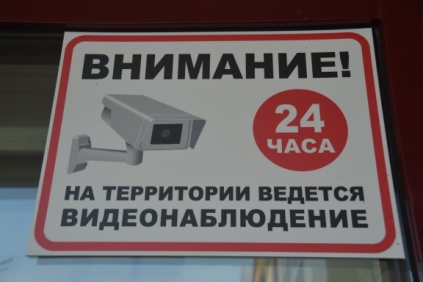 ВНИМАНИЕ!
24
ЧАСА
НА ТЕРРИТОРИИ ВЕДЕТСЯ
ВИДЕОНАБЛЮДЕНИЕ